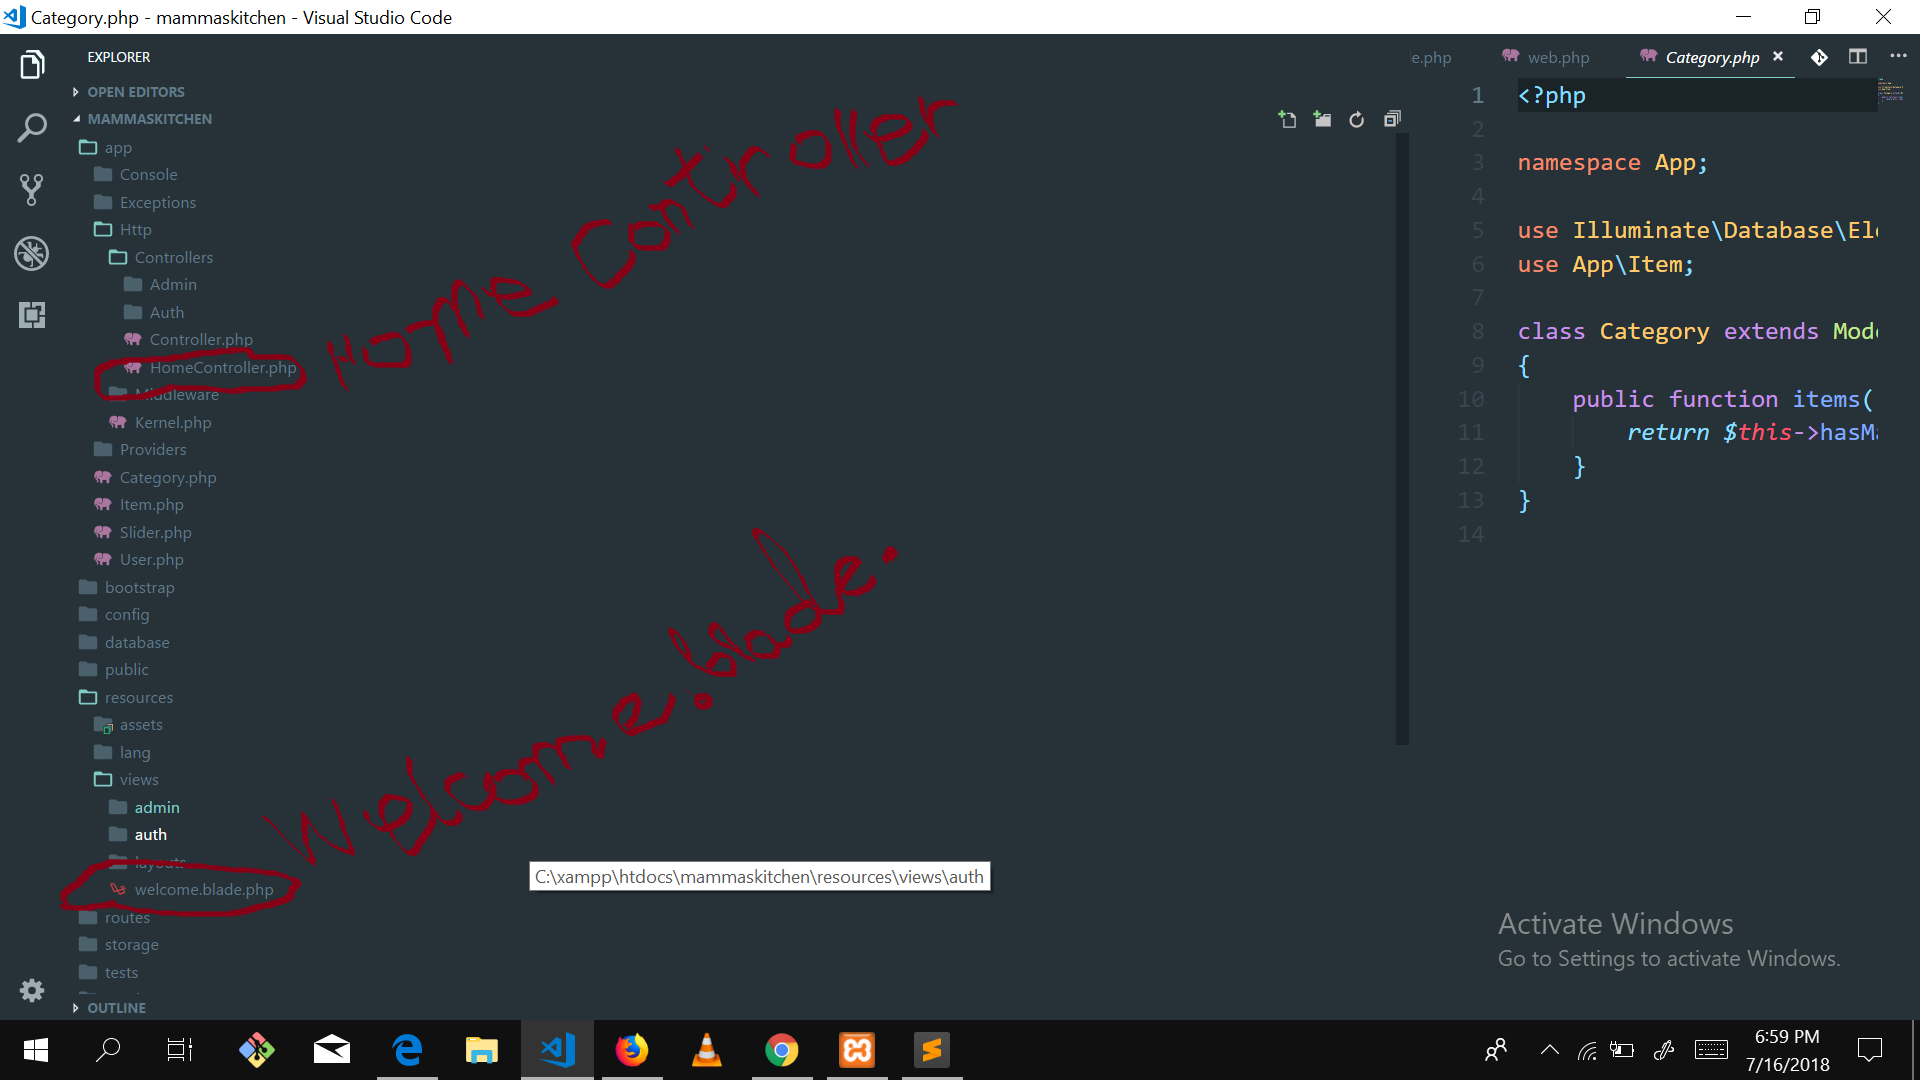 Category.php - mammaskitchen - Visual Studio Code
EXPLORER
OPEN EDITORS
MAMMASKITCHEN
app
Console
Exceptions
Http
Controllers
Admin
Auth
Controller.php
HomeController.php
Middleware
Kernel.php
Providers
Category.php
Item.php
Slider.php
User.php
bootstrap
config
database
public
resources
assets
lang
views
admin
auth
layouts
welcome.blade.php
routes
storage
tests
OUTLINE
Home Controller
Welcome.blade.
C:\xampp\htdocs\mammaskitchen\resources\views\auth
le.php
web.php
Category.php
1 <?php
2
3 namespace App;
4
5 use Illuminate\Database\El
6 use App\Item;
7
8 class Category extends Mod
9 {
10 public function items(
11 return $this->hasM
12 }
13 }
14
Activate Windows
Go to Settings to activate Windows.
6:59 PM
7/16/2018